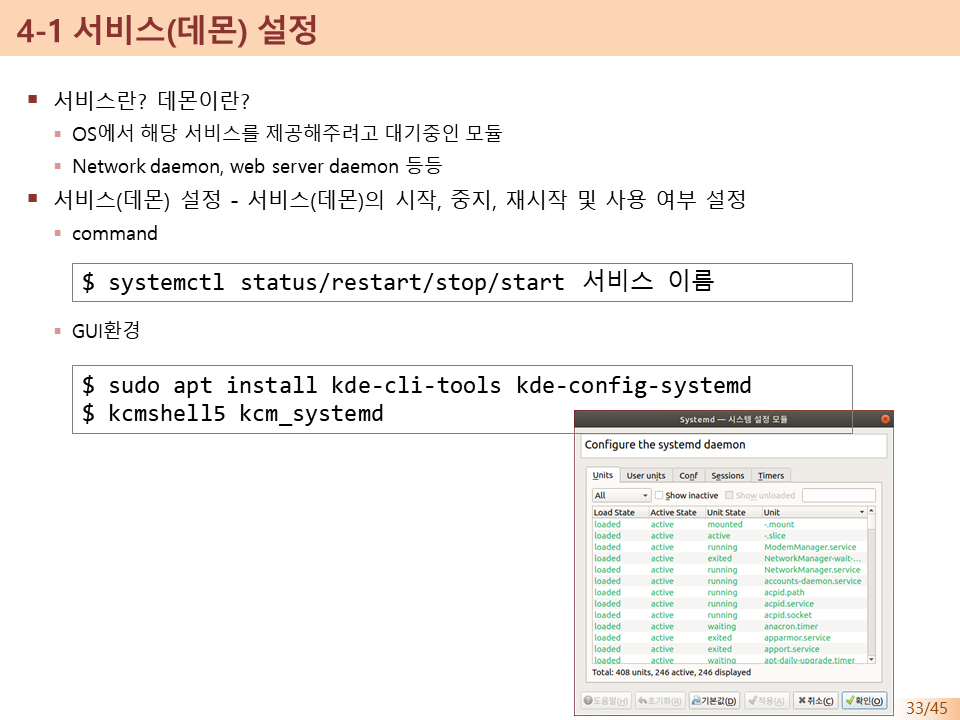 4-1 서비스(데몬) 설정
서비스란? 데몬이란?
OS에서 해당 서비스를 제공해주려고 대기중인 모듈
Network daemon, web server daemon 등등
서비스(데몬) 설정 - 서비스(데몬)의 시작, 중지, 재시작 및 사용 여부 설정
command
$ systemctl status/restart/stop/start 서비스 이름
GUI환경
$ sudo apt install kde-cli-tools kde-config-systemd
$ kcmshell5 kcm_systemd
Systemd — 시스템 설정 모듈
Configure the systemd daemon
Units User units Conf Sessions Timers
All Show inactive Show unloaded
Load State Active State Unit State Unit
loaded active mounted -.mount
loaded active active -.slice
loaded active running ModemManager.service
loaded active exited NetworkManager-wait-...
loaded active running NetworkManager.service
loaded active running accounts-daemon.service
loaded active running acpid.path
loaded active running acpid.service
loaded active running acpid.socket
loaded active waiting anacron.timer
loaded active exited apparmor.service
loaded active exited apport.service
loaded active waiting apt-daily-upgrade.timer
Total: 408 units, 246 active, 246 displayed
도움말(H) 초기화(R) 기본값(D) 적용(A) 취소(C) 확인(O)
33/45